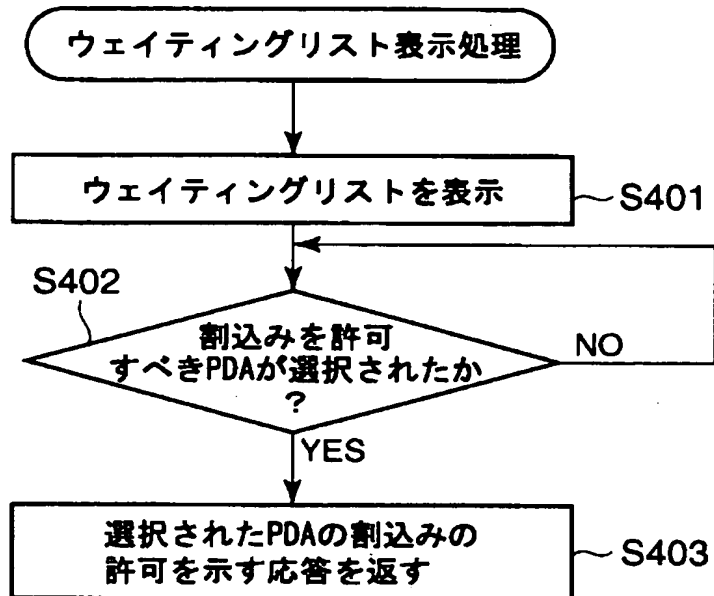 ウェイティングリスト表示処理
ウェイティングリストを表示
S401
S402
割込みを許可
すべきPDAが選択されたか
?
NO
YES
選択されたPDAの割込みの
許可を示す応答を返す
S403